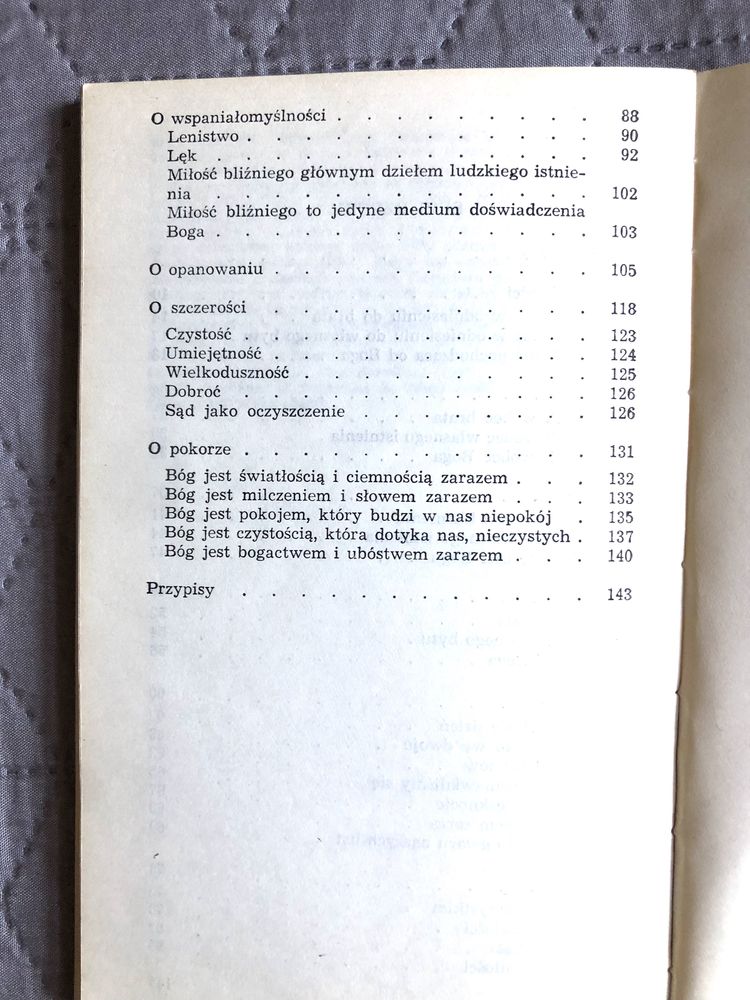 O wspaniałomyślności . . . . . . . . . 88
Lenistwo . . . . . . . . . . . . 90
Lęk . . . . . . . . . . . . . 92
Miłość bliźniego głównym dziełem ludzkiego istnie-
nia . . . . . . . . . . . . . 102
Miłość bliźniego to jedyne medium doświadczenia
Boga . . . . . . . . . . . . . 103
O opanowaniu . . . . . . . . . . . 105
O szczerości . . . . . . . . . . . 118
Czystość . . . . . . . . . . . . 123
Umiejętność . . . . . . . . . . . 124
Wielkoduszność . . . . . . . . . . 125
Dobroć . . . . . . . . . . . . 126
Sąd jako oczyszczenie . . . . . . . . 126
O pokorze . . . . . . . . . . . . 131
Bóg jest światłością i ciemnością zarazem . . . 132
Bóg jest milczeniem i słowem zarazem . . . 133
Bóg jest pokojem, który budzi w nas niepokój . 135
Bóg jest czystością, która dotyka nas, nieczystych . 137
Bóg jest bogactwem i ubóstwem zarazem . . . 140
Przypisy . . . . . . . . . . . . 143